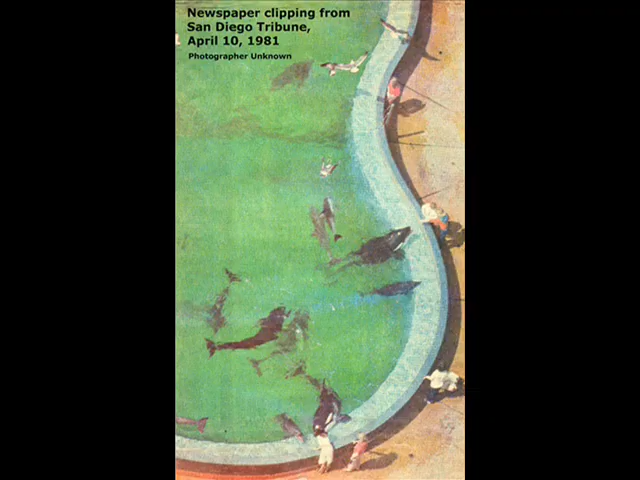 Newspaper clipping from
San Diego Tribune,
April 10, 1981
Photographer Unknown